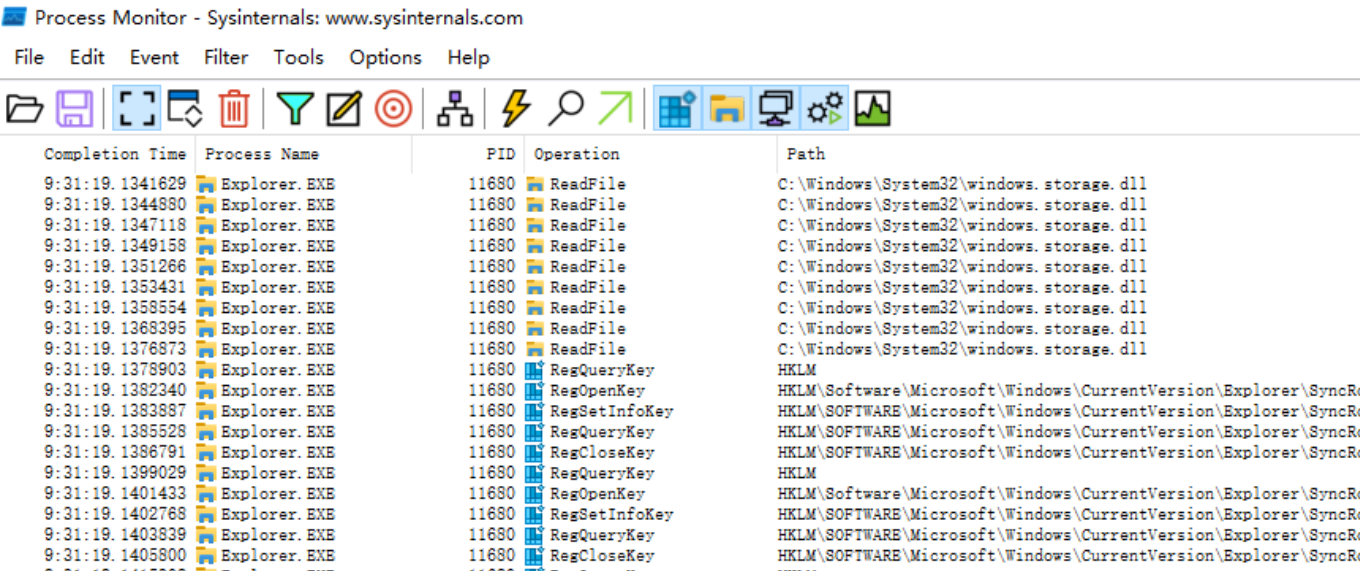 Process Monitor - Sysinternals: www.sysinternals.com
File Edit Event Filter Tools Options Help
Completion Time Process Name PID Operation Path
9:31:19.1341629 Explorer.EXE 11680 ReadFile C:\Windows\System32\windows.storage.dll
9:31:19.1344880 Explorer.EXE 11680 ReadFile C:\Windows\System32\windows.storage.dll
9:31:19.1347118 Explorer.EXE 11680 ReadFile C:\Windows\System32\windows.storage.dll
9:31:19.1349158 Explorer.EXE 11680 ReadFile C:\Windows\System32\windows.storage.dll
9:31:19.1351266 Explorer.EXE 11680 ReadFile C:\Windows\System32\windows.storage.dll
9:31:19.1353431 Explorer.EXE 11680 ReadFile C:\Windows\System32\windows.storage.dll
9:31:19.1358554 Explorer.EXE 11680 ReadFile C:\Windows\System32\windows.storage.dll
9:31:19.1368395 Explorer.EXE 11680 ReadFile C:\Windows\System32\windows.storage.dll
9:31:19.1376873 Explorer.EXE 11680 ReadFile C:\Windows\System32\windows.storage.dll
9:31:19.1378903 Explorer.EXE 11680 RegQueryKey HKLM
9:31:19.1382340 Explorer.EXE 11680 RegOpenKey HKLM\Software\Microsoft\Windows\CurrentVersion\Explorer\SyncRo
9:31:19.1383887 Explorer.EXE 11680 RegSetInfoKey HKLM\SOFTWARE\Microsoft\Windows\CurrentVersion\Explorer\SyncRo
9:31:19.1385528 Explorer.EXE 11680 RegQueryKey HKLM\SOFTWARE\Microsoft\Windows\CurrentVersion\Explorer\SyncRo
9:31:19.1386791 Explorer.EXE 11680 RegCloseKey HKLM\SOFTWARE\Microsoft\Windows\CurrentVersion\Explorer\SyncRo
9:31:19.1399029 Explorer.EXE 11680 RegQueryKey HKLM
9:31:19.1401433 Explorer.EXE 11680 RegOpenKey HKLM\Software\Microsoft\Windows\CurrentVersion\Explorer\SyncRo
9:31:19.1402768 Explorer.EXE 11680 RegSetInfoKey HKLM\SOFTWARE\Microsoft\Windows\CurrentVersion\Explorer\SyncRo
9:31:19.1403839 Explorer.EXE 11680 RegQueryKey HKLM\SOFTWARE\Microsoft\Windows\CurrentVersion\Explorer\SyncRo
9:31:19.1405800 Explorer.EXE 11680 RegCloseKey HKLM\SOFTWARE\Microsoft\Windows\CurrentVersion\Explorer\SyncRo